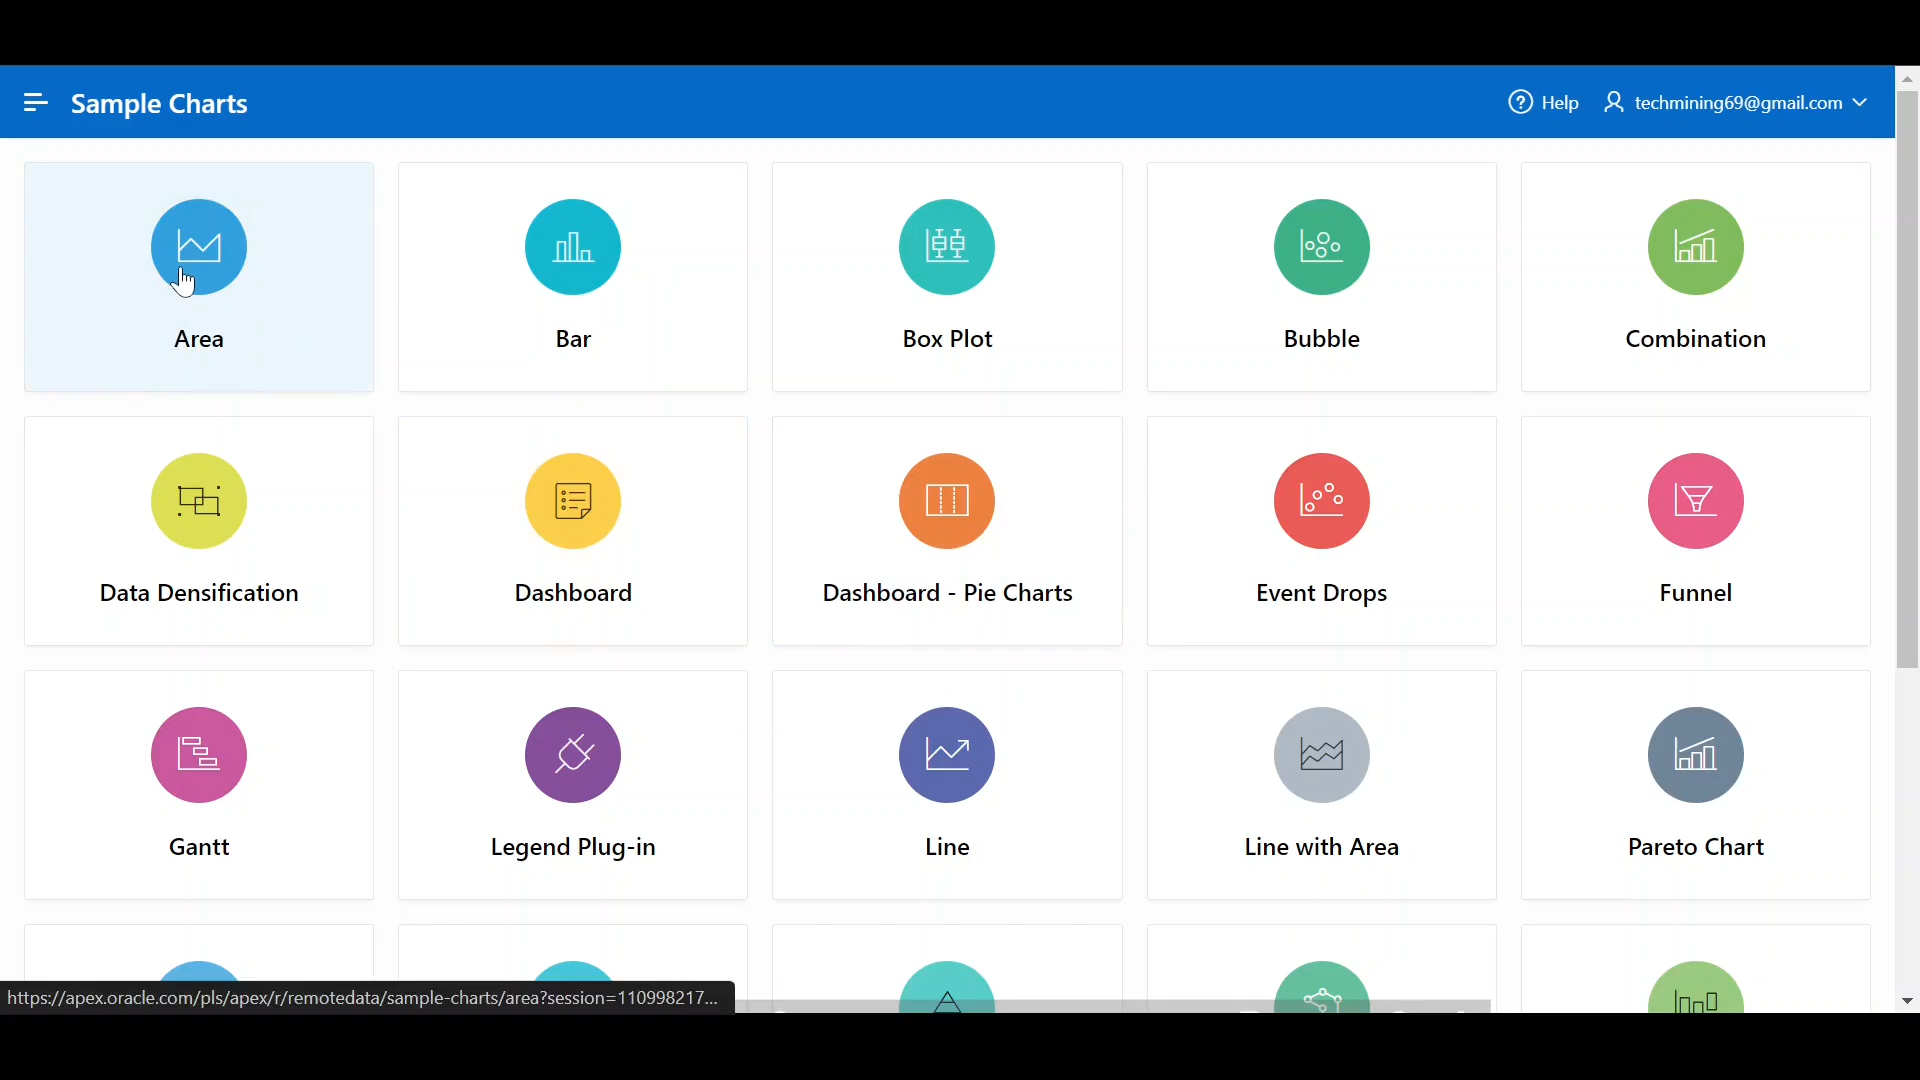 Sample Charts
Help
techmining69@gmail.com
Area
Bar
Box Plot
Bubble
Combination
Data Densification
Dashboard
Dashboard - Pie Charts
Event Drops
Funnel
Gantt
Legend Plug-in
Line
Line with Area
Pareto Chart
https://apex.oracle.com/pls/apex/r/remotedata/sample-charts/area?session=110998217...